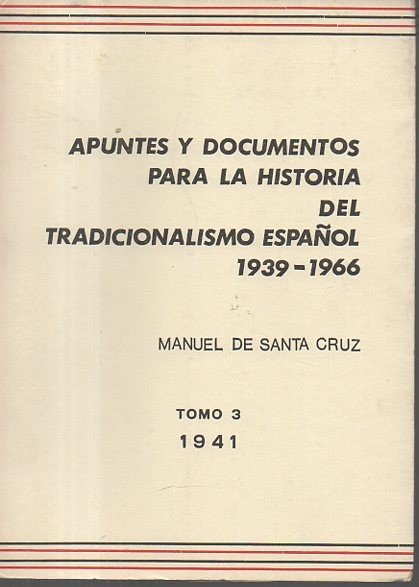 APUNTES Y DOCUMENTOS
PARA LA HISTORIA
DEL
TRADICIONALISMO ESPAÑOL
1939-1966
MANUEL DE SANTA CRUZ
TOMO 3
1941